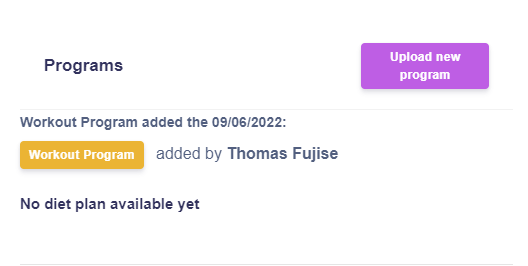 Programs
Upload new
program
Workout Program added the 09/06/2022:
Workout Program added by Thomas Fujise
No diet plan available yet